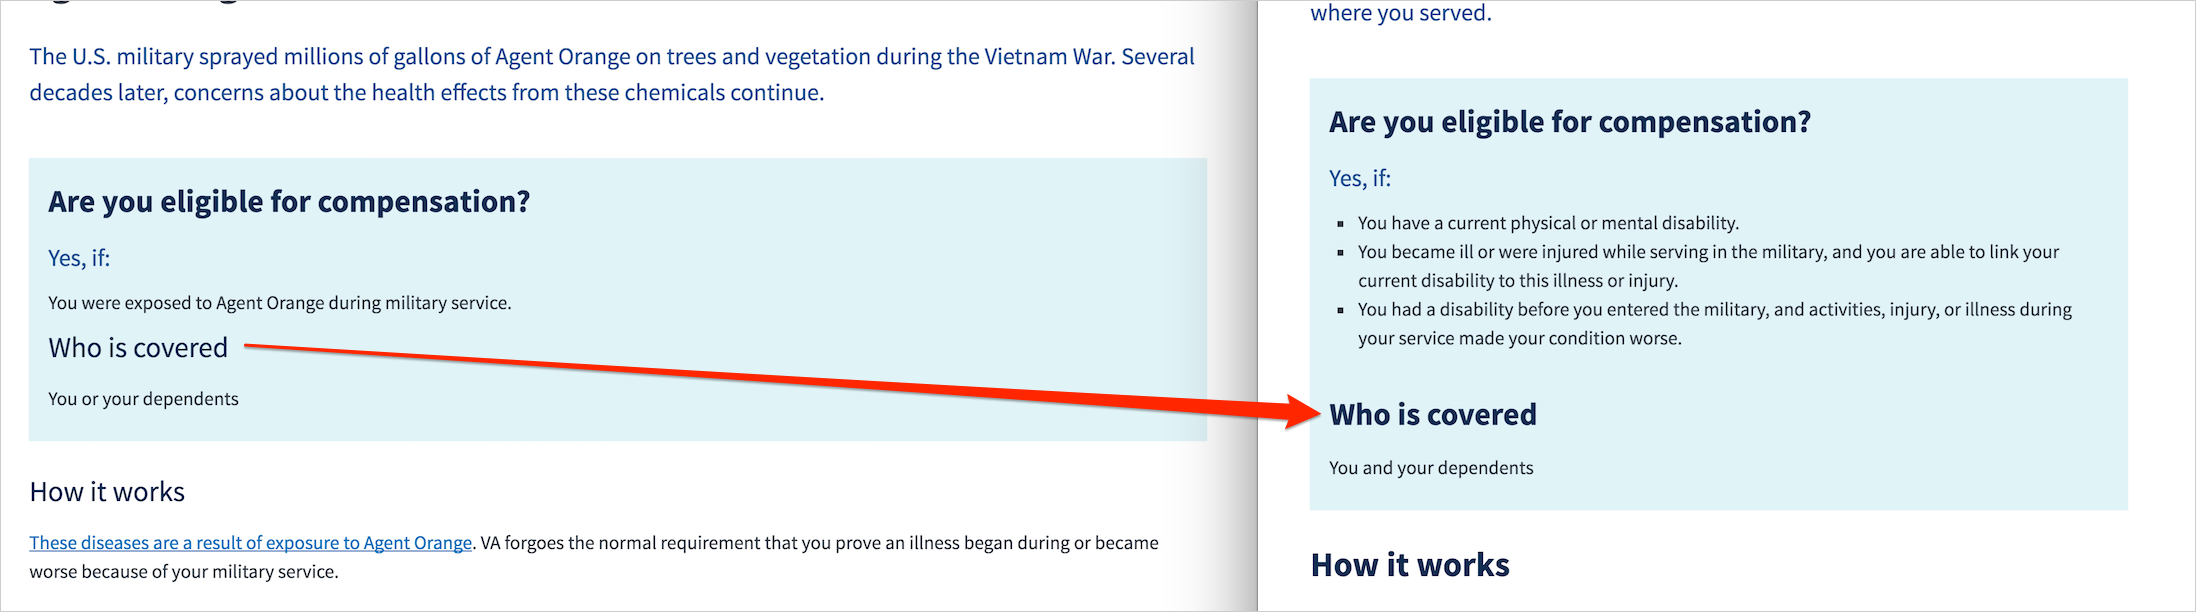 The U.S. military sprayed millions of gallons of Agent Orange on trees and vegetation during the Vietnam War. Several
decades later, concerns about the health effects from these chemicals continue.
Are you eligible for compensation?
Yes, if:
You were exposed to Agent Orange during military service.
Who is covered
You or your dependents
How it works
These diseases are a result of exposure to Agent Orange. VA forgoes the normal requirement that you prove an illness began during or became
worse because of your military service.
where you served.
Are you eligible for compensation?
Yes, if:
▪ You have a current physical or mental disability.
▪ You became ill or were injured while serving in the military, and you are able to link your
current disability to this illness or injury.
▪ You had a disability before you entered the military, and activities, injury, or illness during
your service made your condition worse.
Who is covered
You and your dependents
How it works